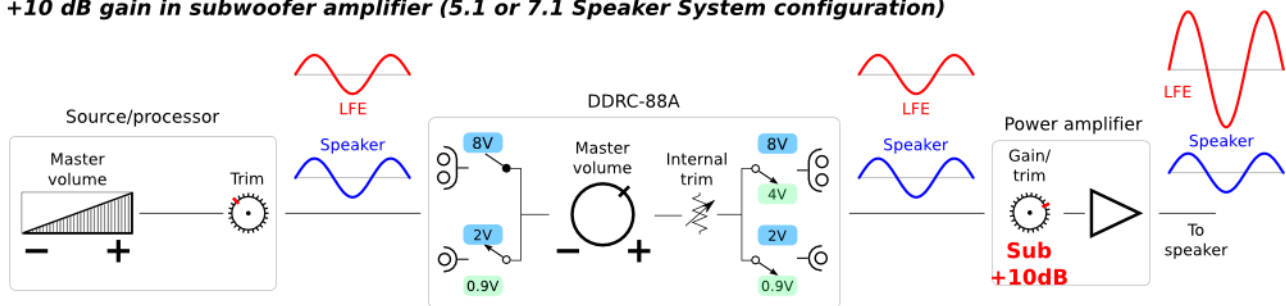 +10 dB gain in subwoofer amplifier (5.1 or 7.1 Speaker System configuration)
Source/processor
Master
volume
Trim
− +
LFE
Speaker
DDRC-88A
8V
2V
0.9V
Master
volume
− +
Internal
trim
8V
4V
2V
0.9V
LFE
Speaker
Power amplifier
Gain/
trim
Sub
+10dB
LFE
Speaker
To
speaker